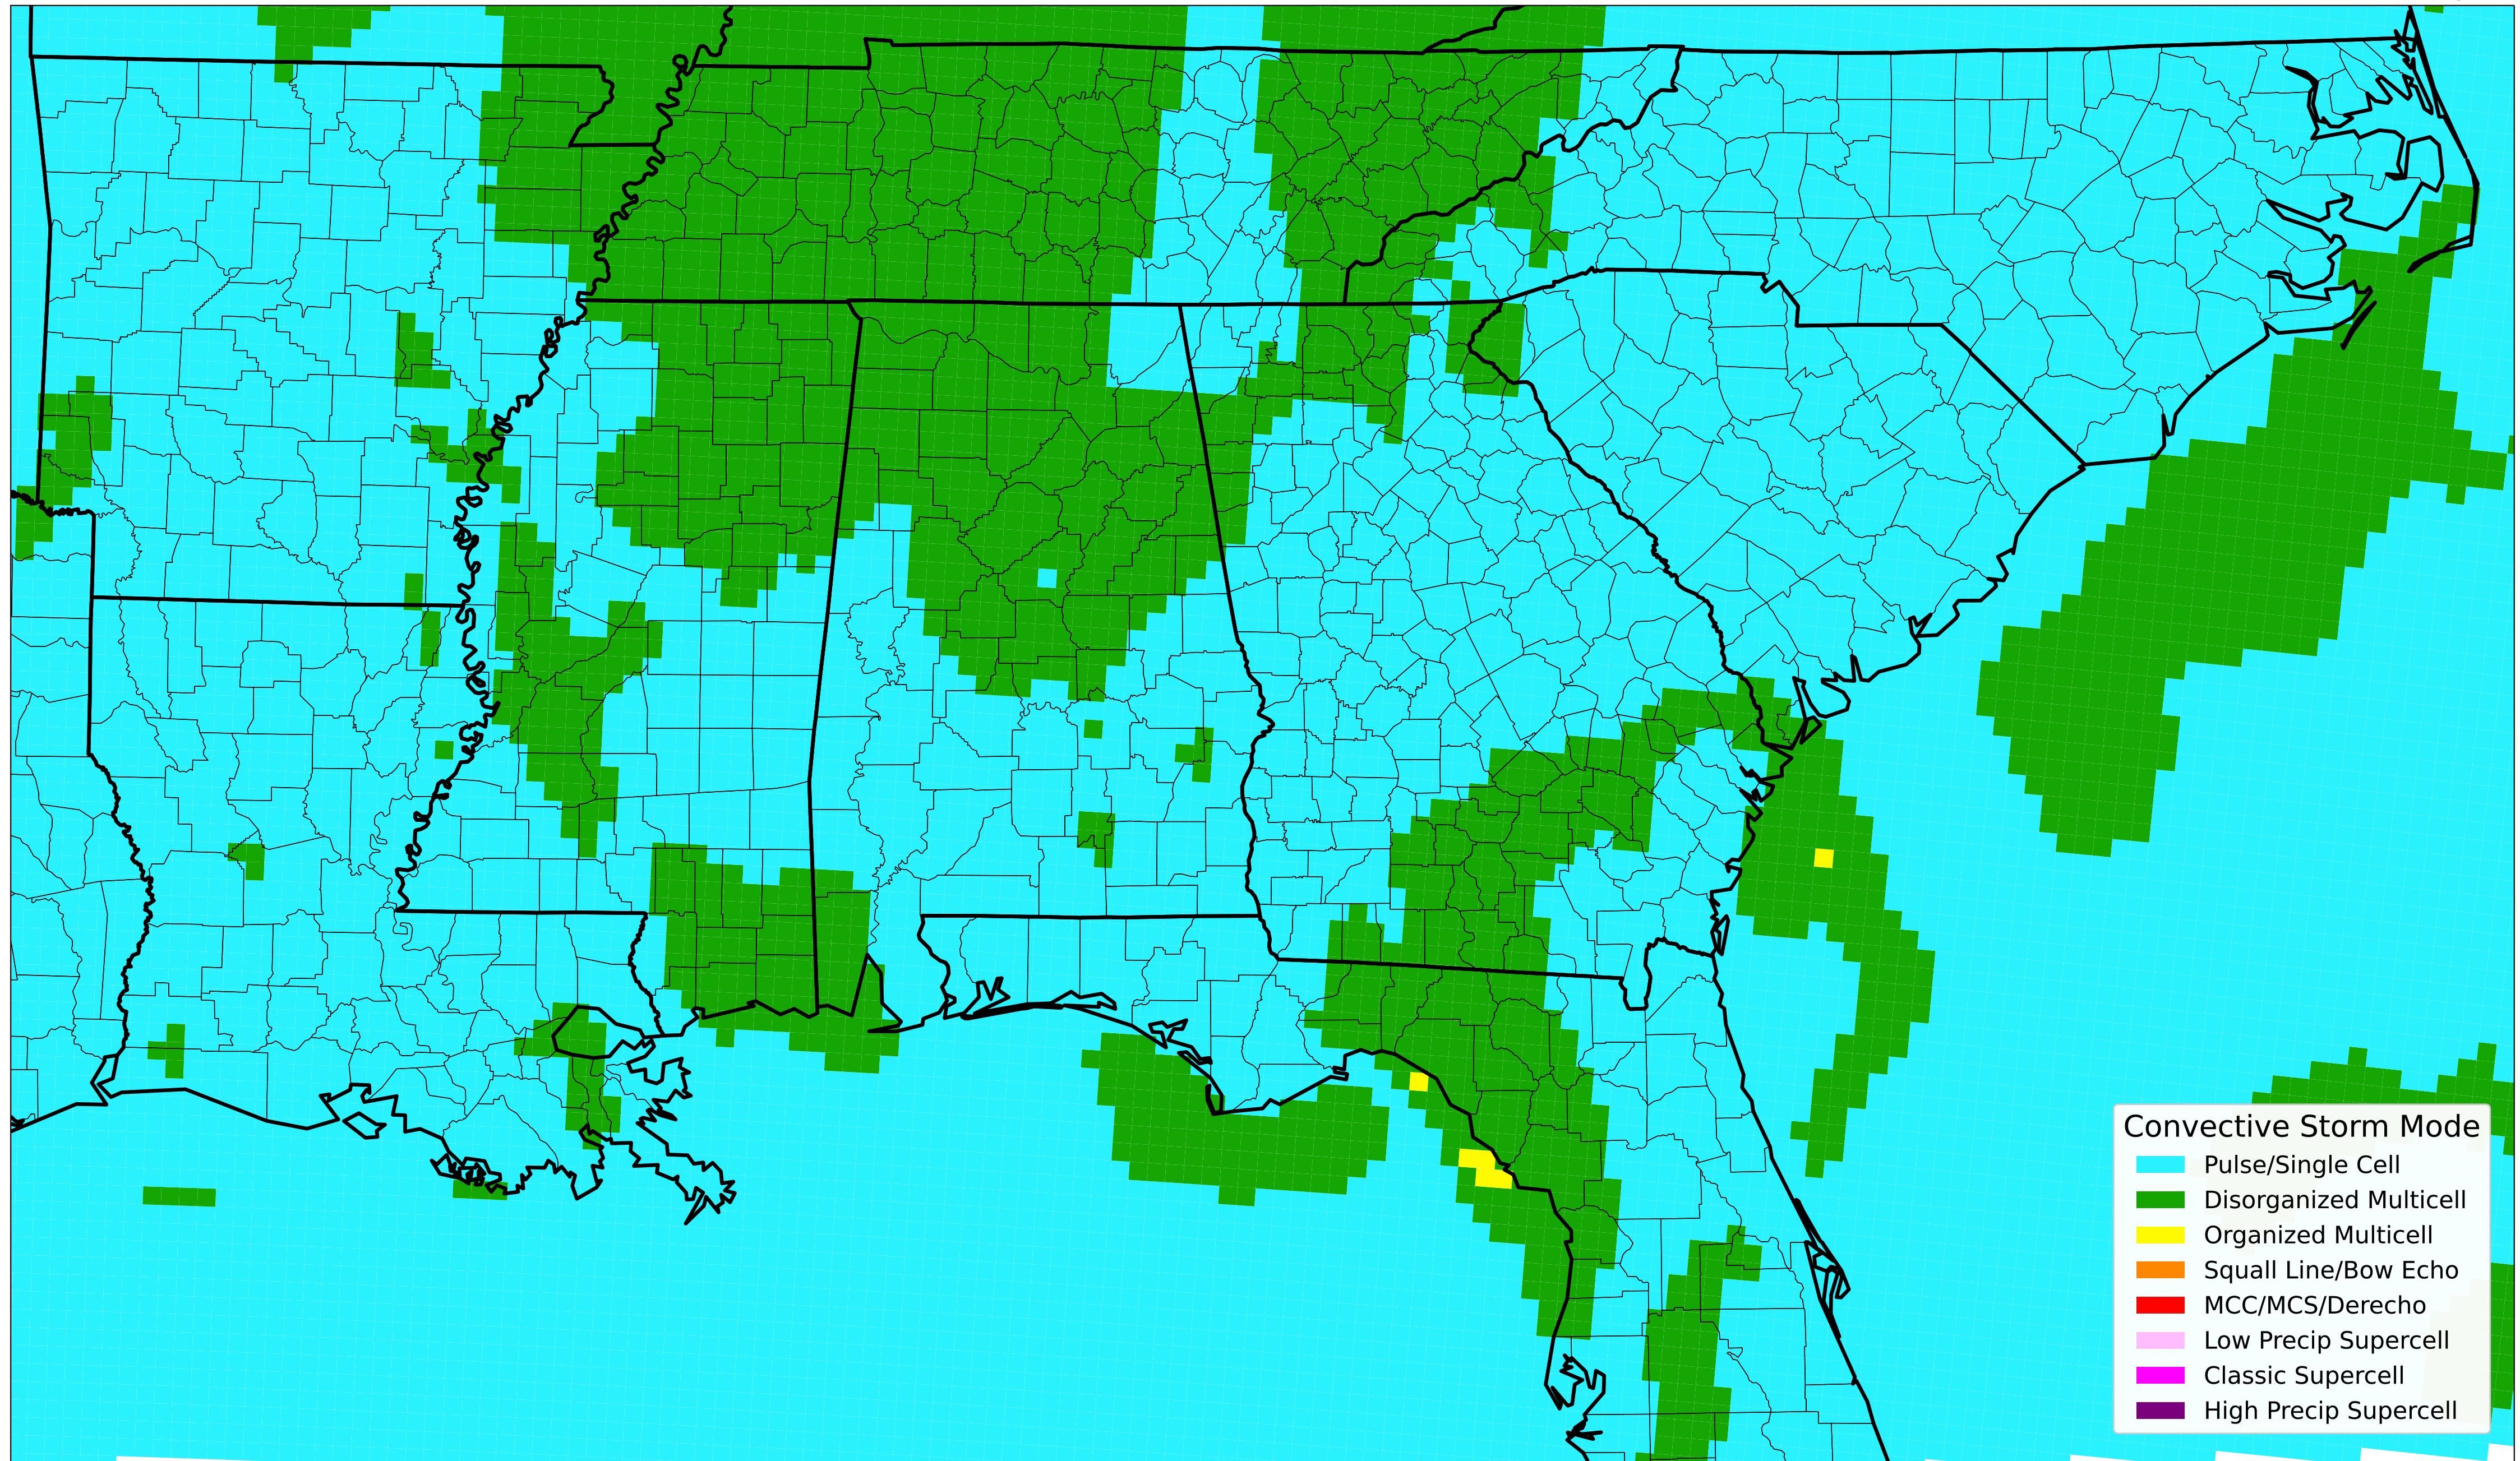 Convective Storm Mode
Pulse/Single Cell
Disorganized Multicell
Organized Multicell
Squall Line/Bow Echo
MCC/MCS/Derecho
Low Precip Supercell
Classic Supercell
High Precip Supercell